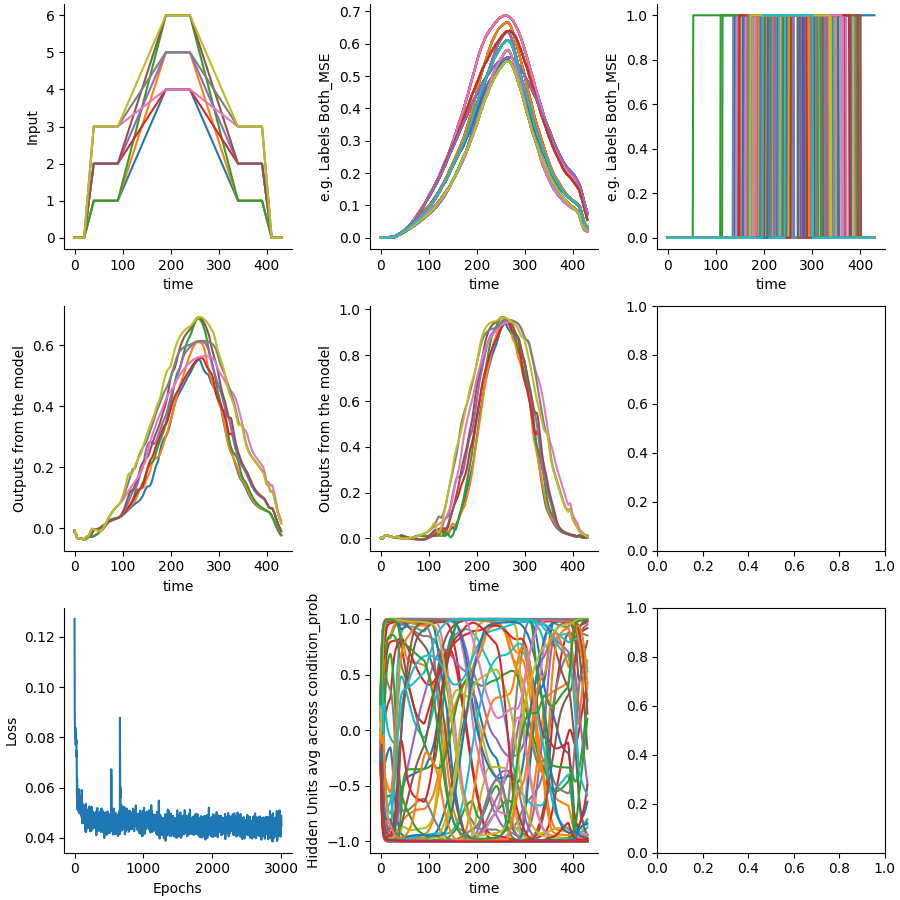 6
5
4
3
2
1
0
Input
0 100 200 300 400
time
0.7
0.6
0.5
0.4
0.3
0.2
0.1
0.0
e.g. Labels Both_MSE
0 100 200 300 400
time
1.0
0.8
0.6
0.4
0.2
0.0
e.g. Labels Both_MSE
0 100 200 300 400
time
0.6
0.4
0.2
0.0
Outputs from the model
0 100 200 300 400
time
1.0
0.8
0.6
0.4
0.2
0.0
Outputs from the model
0 100 200 300 400
time
1.0
0.8
0.6
0.4
0.2
0.0
0.0 0.2 0.4 0.6 0.8 1.0
0.12
0.10
0.08
0.06
0.04
Loss
0 1000 2000 3000
Epochs
1.0
0.5
0.0
−0.5
−1.0
Hidden Units avg across condition_prob
0 100 200 300 400
time
1.0
0.8
0.6
0.4
0.2
0.0
0.0 0.2 0.4 0.6 0.8 1.0